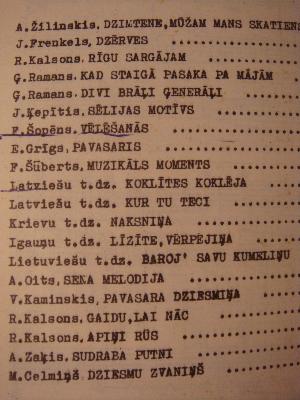 A.Žilinskis, DZIMTENE, MŪŽAM MANS SKATIENS
J.Frenkels, DZĒRVES ..................
R.Kalsons, RĪGU SARGĀJAM ..............
Ģ.Ramans, KAD STAIGĀ PASAKA PA MĀJĀM
Ģ.Ramans, DIVI BRĀĻI ĢENERĀĻI ........
J.Ķepītis, SĒLIJAS MOTĪVS ............
F.Šopēns, VĒLĒŠANĀS ..................
E.Grīgs, PAVASARIS ...................
F.Šūberts, MUZIKĀLS MOMENTS ..........
Latviešu t.dz. KOKLĪTES KOKLĒJA ......
Latviešu t.dz. KUR TU TECI ...........
Krievu t.dz. NAKSNIŅA ................
Igauņu t.dz. LĪZĪTE, VĒRPĒJIŅA .......
Lietuviešu t.dz. BAROJ' SAVU KUMELIŅU
A.Oits, SENA MELODIJA ................
V.Kaminskis, PAVASARA DZIESMIŅA ......
R.Kalsons, GAIDU, LAI NĀC ............
R.Kalsons, APIŅI RŪS .................
A.Zaķis, SUDRABA PUTNI ...............
M.Celmiņš DZIESMU ZVANIŅŠ ............